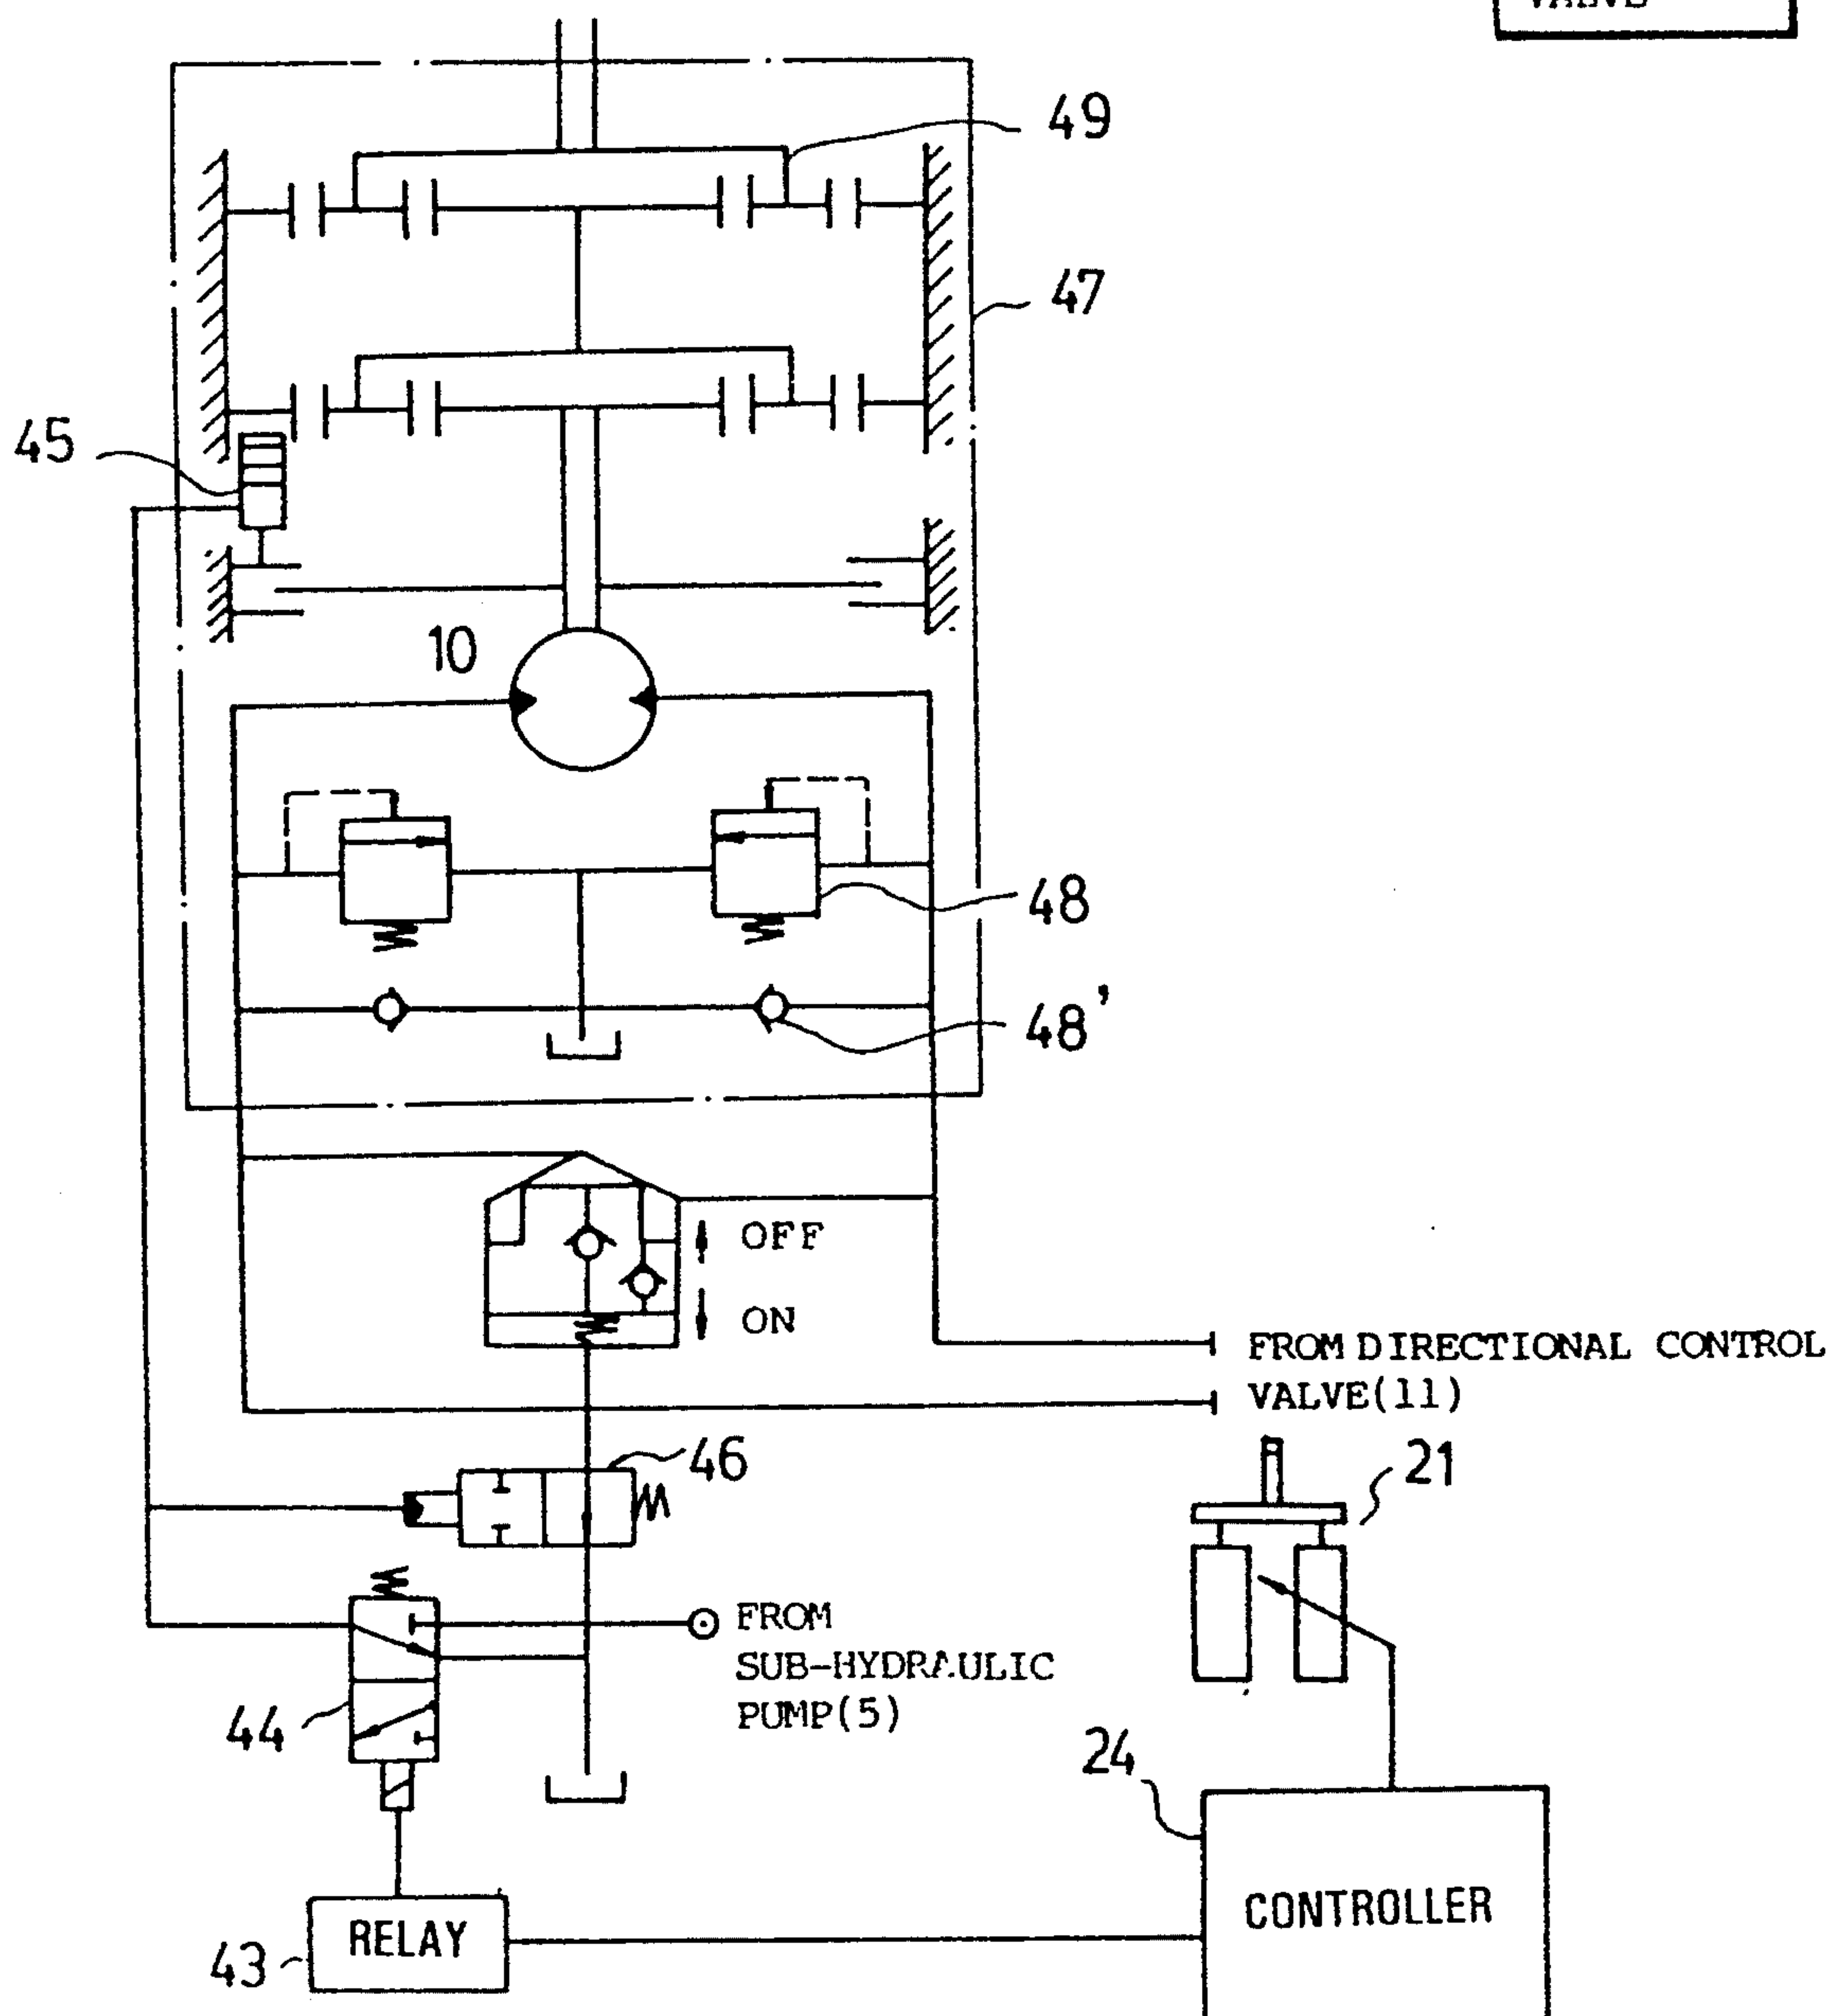 VALVE
49
47
45
10
48
48'
OFF
ON
FROM DIRECTIONAL CONTROL
VALVE(11)
46
21
FROM
SUB-HYDRAULIC
PUMP(5)
44
24
CONTROLLER
RELAY
43